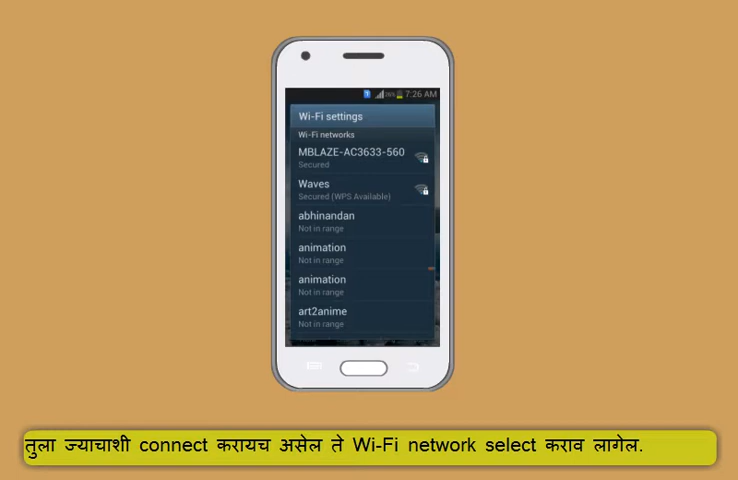 7:26 AM
Wi-Fi settings
Wi-Fi networks
MBLAZE-AC3633-560
Secured
Waves
Secured (WPS Available)
abhinandan
Not in range
animation
Not in range
animation
Not in range
art2anime
Not in range
तुला ज्याचाशी connect करायच असेल ते Wi-Fi network select कराव लागेल.